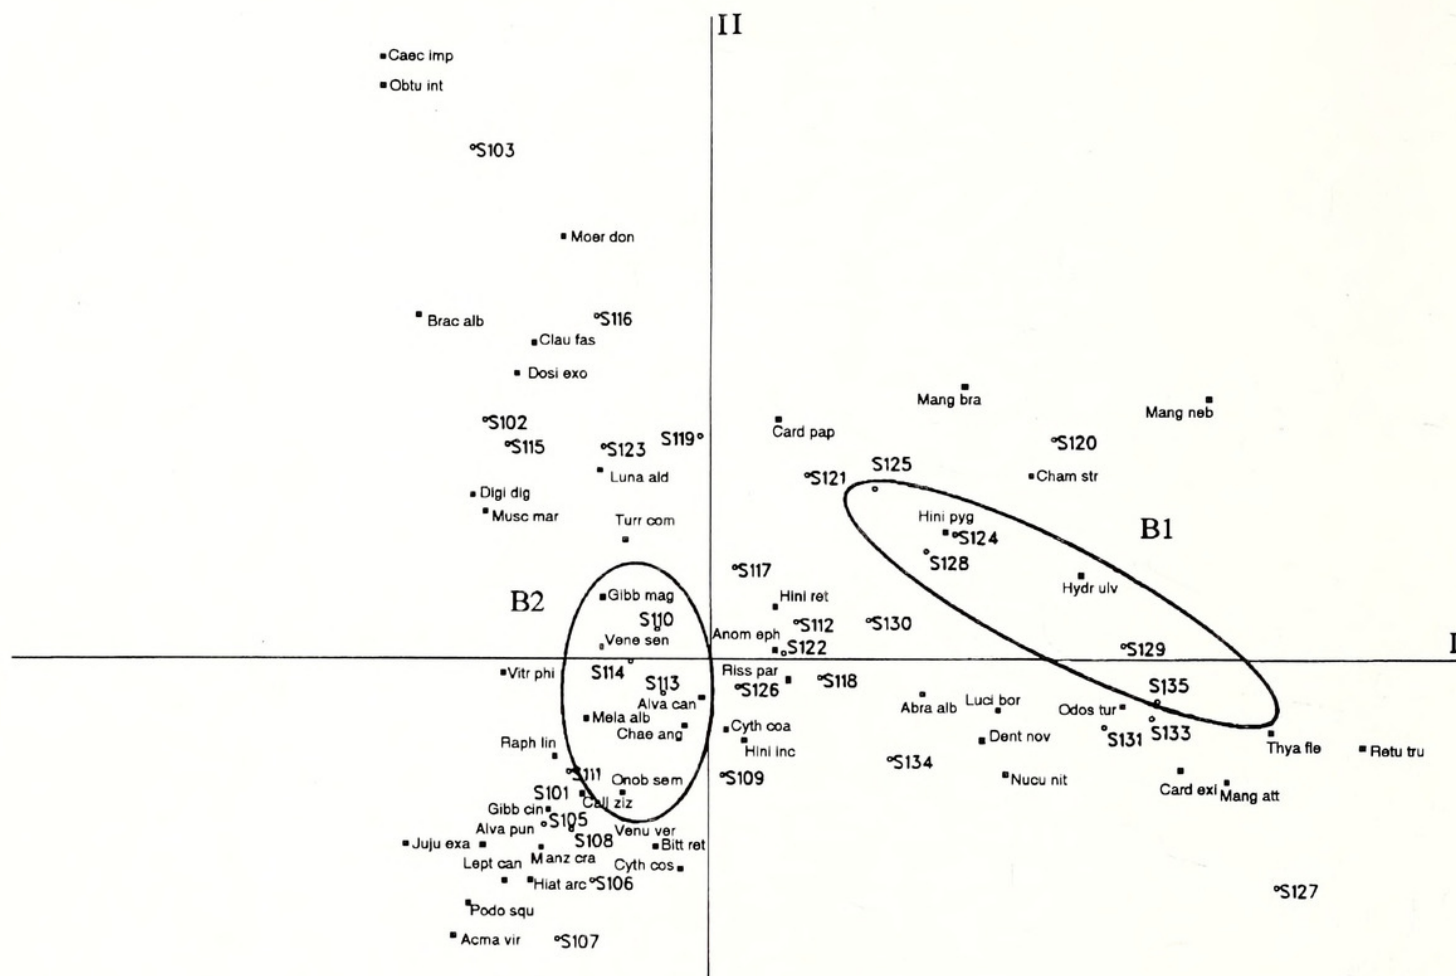 II
Caec imp
Obtu int
S103
Moer don
Brac alb
S116
Clau fas
Dosi exo
Mang bra
Mang neb
S102
Card pap
S119
S120
S115
S123
S125
Luna ald
S121
Cham str
Digi dig
Musc mar
Turr com
Hini pyg
S124
B1
S128
S117
Hydr ulv
B2
Gibb mag
Hini ret
S110
S112
S130
Vene sen
Anom eph
S122
S129
I
Vitr phi
S114
Riss par
S113
S126
S118
S135
Alva can
Abra alb
Luci bor
Odos tur
Mela alb
Chae ang
Cyth coa
S133
S131
Raph lin
Hini inc
Dent nov
Thya fle
Retu tru
S111
Onob sem
S109
S134
Nucu nit
S101
Call ziz
Card exi
Mang att
Gibb cin
S105
Alva pun
Venu ver
S108
Juju exa
Bitt ret
Lept can
Manz cra
Cyth cos
Hiat arc
S106
S127
Podo squ
Acma vir
S107